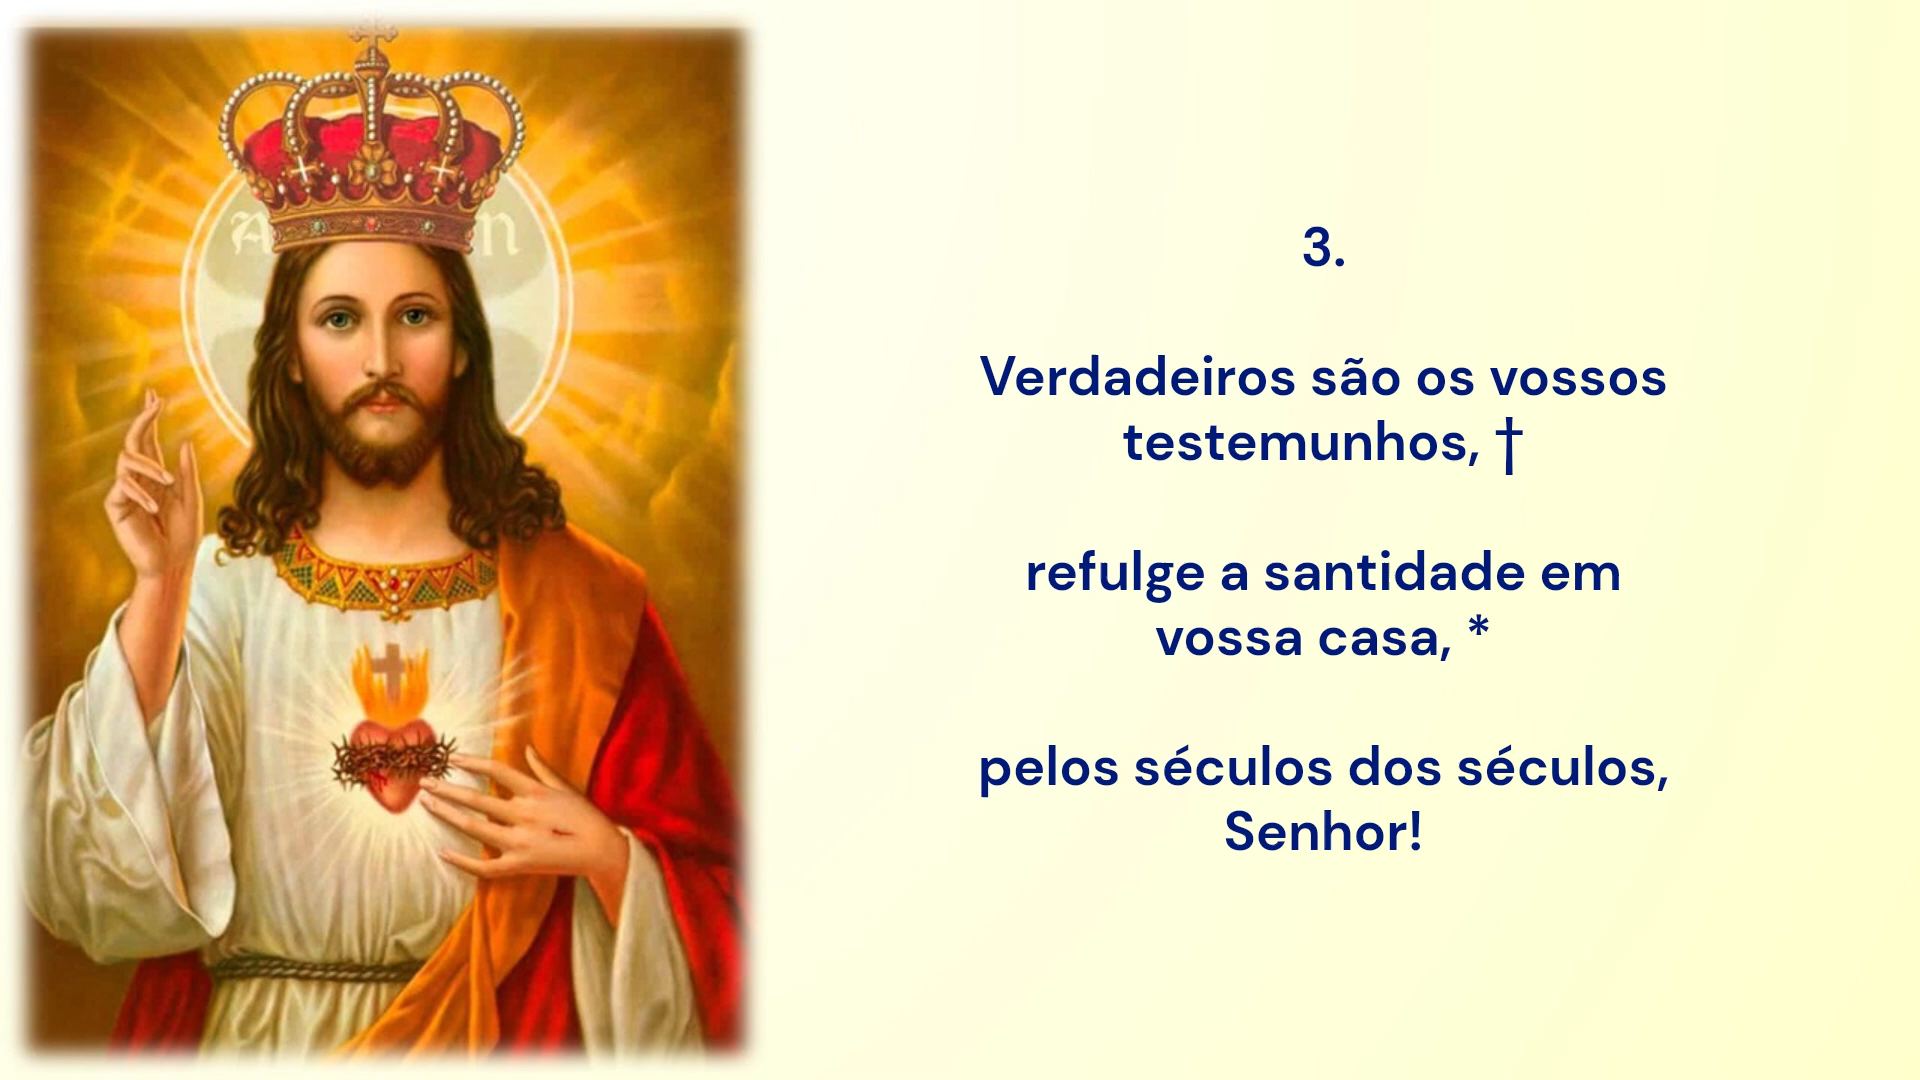 3.
Verdadeiros são os vossos
testemunhos, †
refulge a santidade em
vossa casa, *
pelos séculos dos séculos,
Senhor!